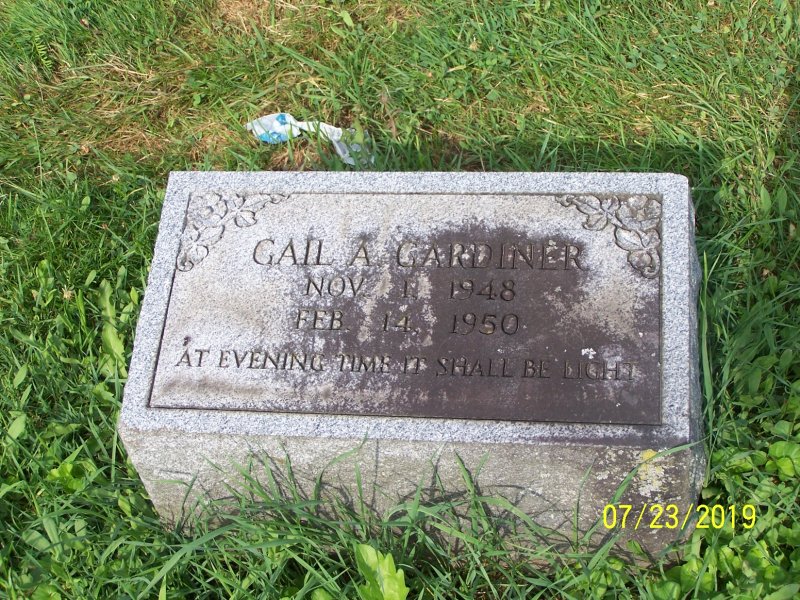 GAIL A. GARDINER
NOV. 1, 1948
FEB. 14, 1950
AT EVENING TIME IT SHALL BE LIGHT
07/23/2019